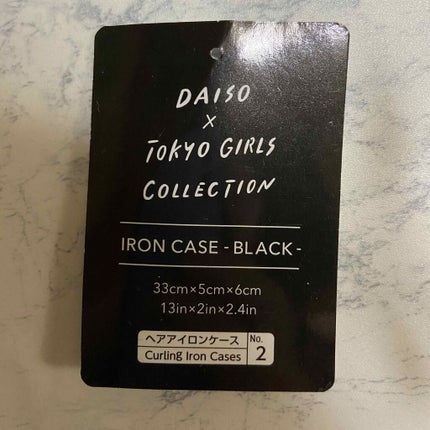 DAISO
×
TOKYO GIRLS
COLLECTION
IRON CASE - BLACK -
33cm×5cm×6cm
13in×2in×2.4in
ヘアアイロンケース
Curling Iron Cases
No.
2